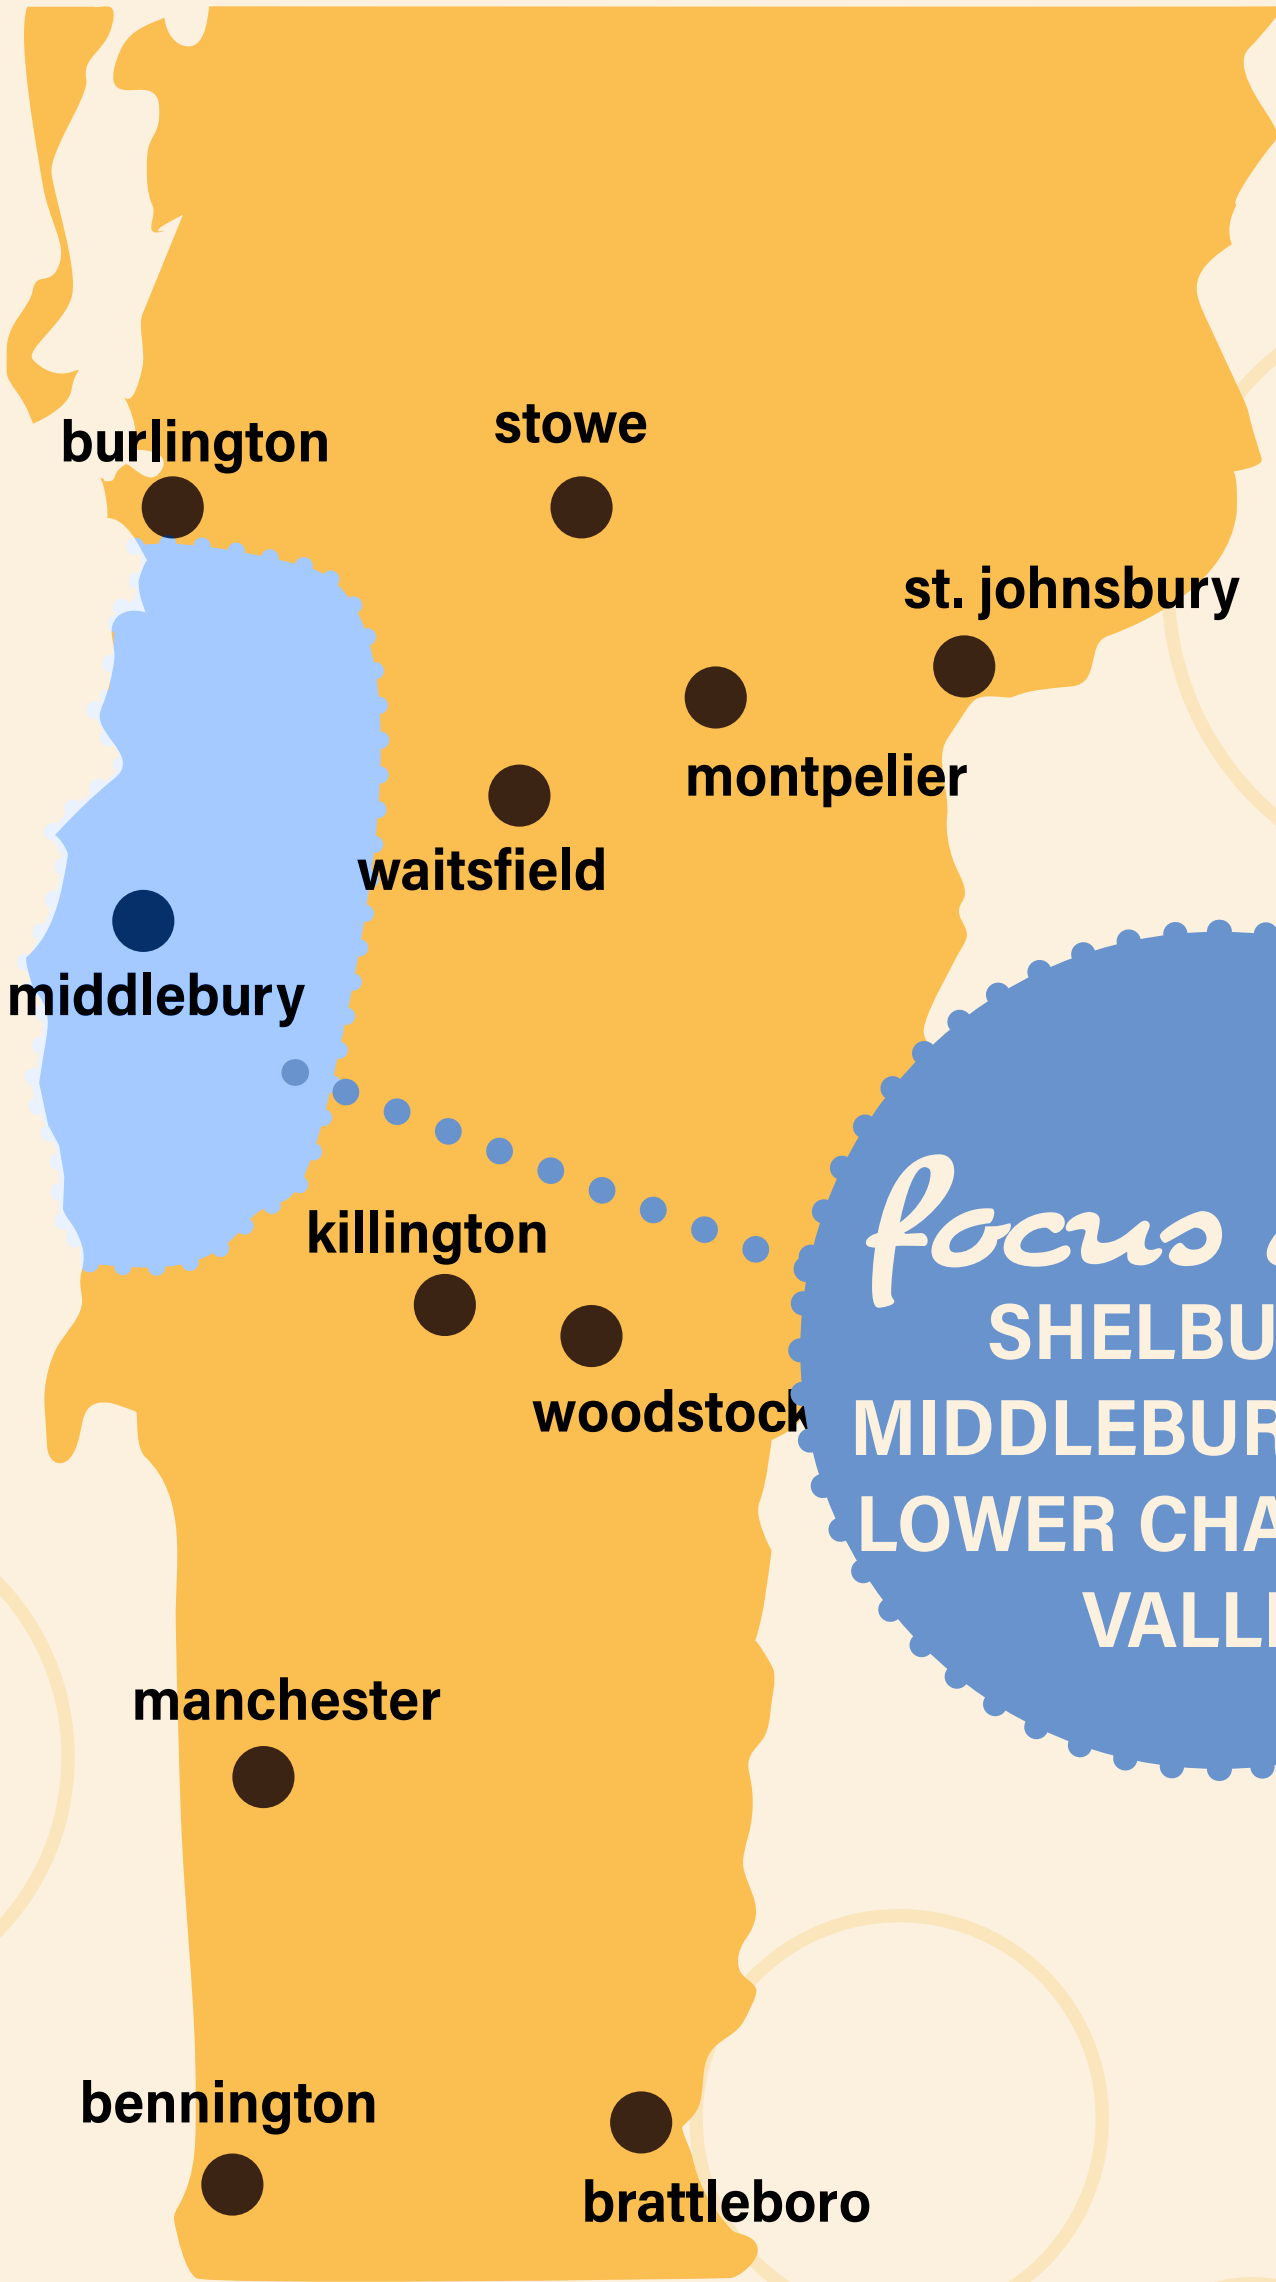 stowe
burlington
st. johnsbury
montpelier
waitsfield
middlebury
focus
killington
SHELBU
woodstock
MIDDLEBUR
LOWER CHA
VALL
manchester
bennington
brattleboro